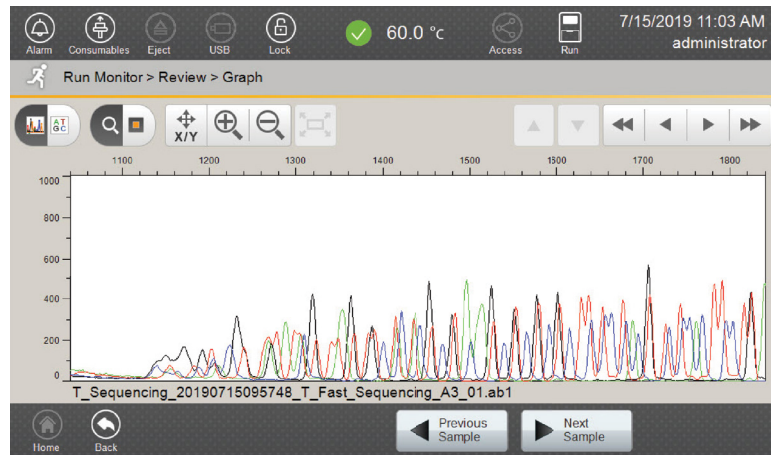 7/15/2019 11:03 AM
60.0 °c
administrator
Alarm Consumables Eject USB Lock Access Run
Run Monitor > Review > Graph
A T
G C
X/Y
1100 1200 1300 1400 1500 1600 1700 1800
1000
800
600
400
200
0
T_Sequencing_20190715095748_T_Fast_Sequencing_A3_01.ab1
Previous Sample
Next Sample
Home Back